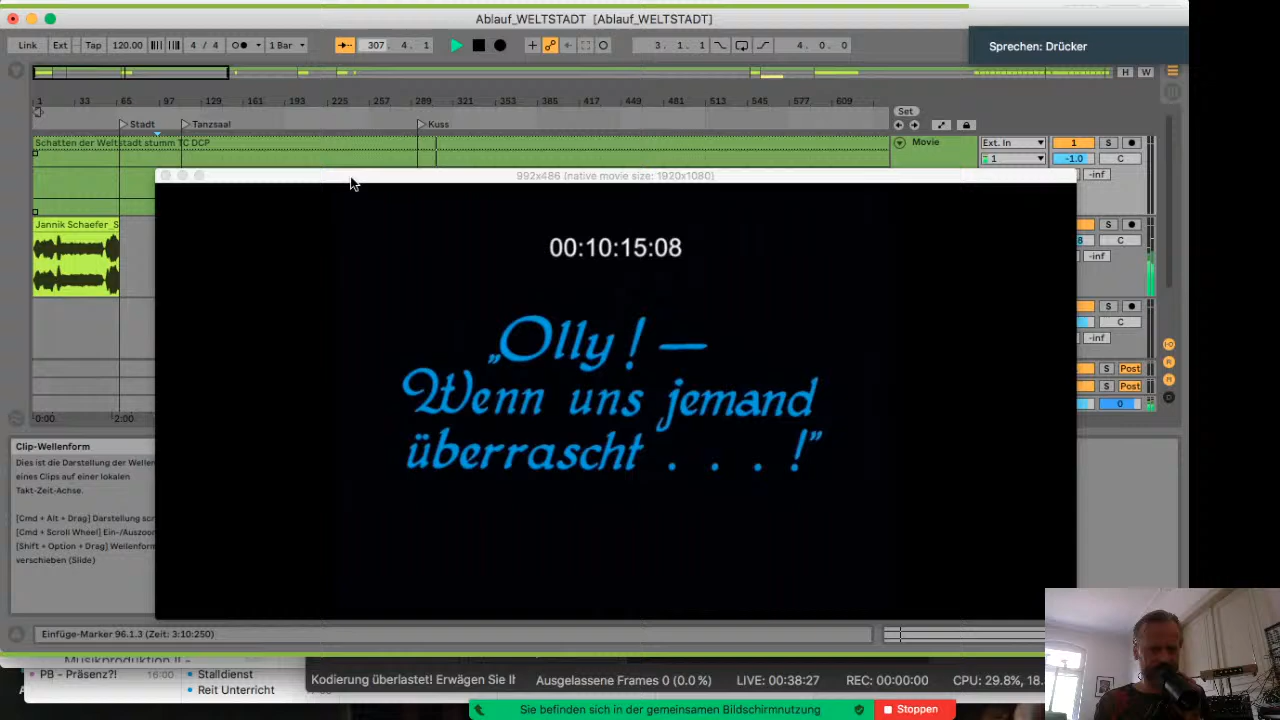 Ablauf_WELTSTADT [Ablauf_WELTSTADT]
Link Ext Tap 120.00 4 / 4 1 Bar 307. 4. 1 3. 1. 1 4. 0. 0
Sprechen: Drücker
H W
1 33 65 97 129 161 193 225 257 289 321 353 385 417 449 481 513 545 577 609
Set
Stadt Tanzsaal Kuss
Schatten der Weltstadt stumm TC DCP
Movie Ext. In 1 S
1 -1.0 C
992x486 (native movie size: 1920x1080)
-inf
Jannik Schaefer_S
S
8 C
-inf
00:10:15:08
„Olly! —
Wenn uns jemand
überrascht . . . !”
S
C
-inf
S Post
S Post
0
0:00 2:00
Clip-Wellenform
Dies ist die Darstellung der Wellen
eines Clips auf einer lokalen
Takt-Zeit-Achse.
[Cmd + Alt + Drag] Darstellung scr
[Cmd + Scroll Wheel] Ein-/Auszoor
[Shift + Option + Drag] Wellenform
verschieben (Slide)
Einfüge-Marker 96.1.3 (Zeit: 3:10:250)
Musikproduktion II -
PB - Präsenz?! 16:00 Stalldienst
Reit Unterricht
Kodierung überlastet! Erwägen Sie Ih
Ausgelassene Frames 0 (0.0 %)
LIVE: 00:38:27
REC: 00:00:00
CPU: 29.8%, 18.
Sie befinden sich in der gemeinsamen Bildschirmnutzung
Stoppen